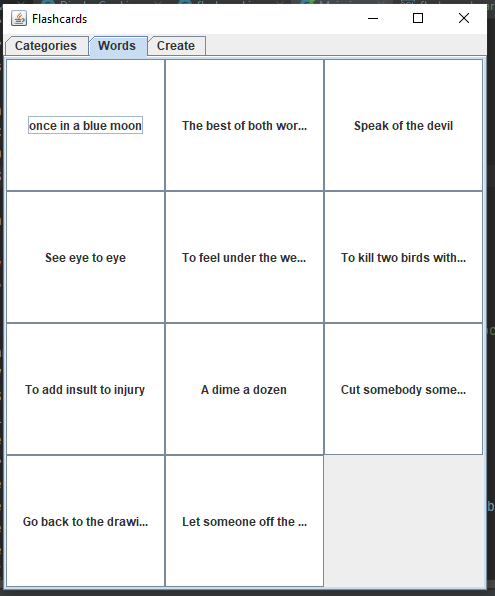 Flashcards
Categories Words Create
once in a blue moon
The best of both wor...
Speak of the devil
See eye to eye
To feel under the we...
To kill two birds with...
To add insult to injury
A dime a dozen
Cut somebody some...
Go back to the drawi...
Let someone off the ...